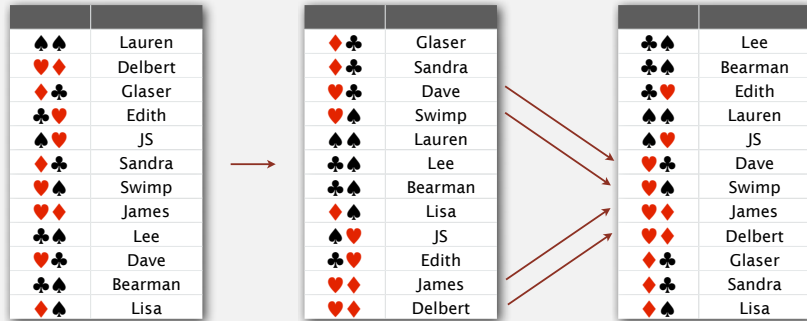 ♠♠ Lauren
♥♦ Delbert
♦♣ Glaser
♣♥ Edith
♠♥ JS
♦♣ Sandra
♥♠ Swimp
♥♦ James
♣♠ Lee
♥♣ Dave
♣♠ Bearman
♦♠ Lisa
♦♣ Glaser
♦♣ Sandra
♥♣ Dave
♥♠ Swimp
♠♠ Lauren
♣♠ Lee
♣♠ Bearman
♦♠ Lisa
♠♥ JS
♣♥ Edith
♥♦ James
♥♦ Delbert
♣♠ Lee
♣♠ Bearman
♣♥ Edith
♠♠ Lauren
♠♥ JS
♥♣ Dave
♥♠ Swimp
♥♦ James
♥♦ Delbert
♦♣ Glaser
♦♣ Sandra
♦♠ Lisa